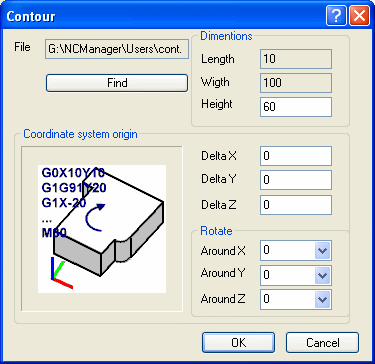 Contour
File G:\NCManager\Users\cont.
Find
Dimentions
Length 10
Wigth 100
Height 60
Coordinate system origin
G0X10Y10
G1G91Y20
G1X-20
...
M30
Delta X 0
Delta Y 0
Delta Z 0
Rotate
Around X 0
Around Y 0
Around Z 0
OK Cancel